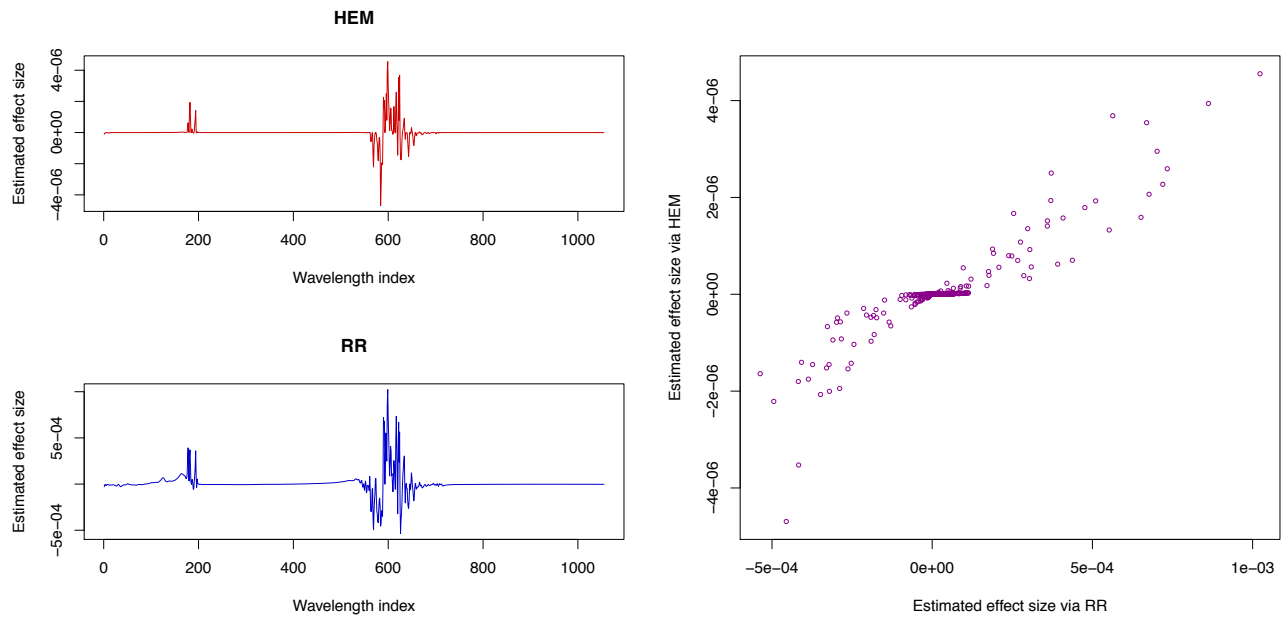 HEM
Estimated effect size
4e-06
0e+00
−4e-06
0
200
400
600
800
1000
Wavelength index
RR
Estimated effect size
5e-04
−5e-04
0
200
400
600
800
1000
Wavelength index
Estimated effect size via HEM
4e-06
2e-06
0e+00
−2e-06
−4e-06
−5e-04
0e+00
5e-04
1e-03
Estimated effect size via RR